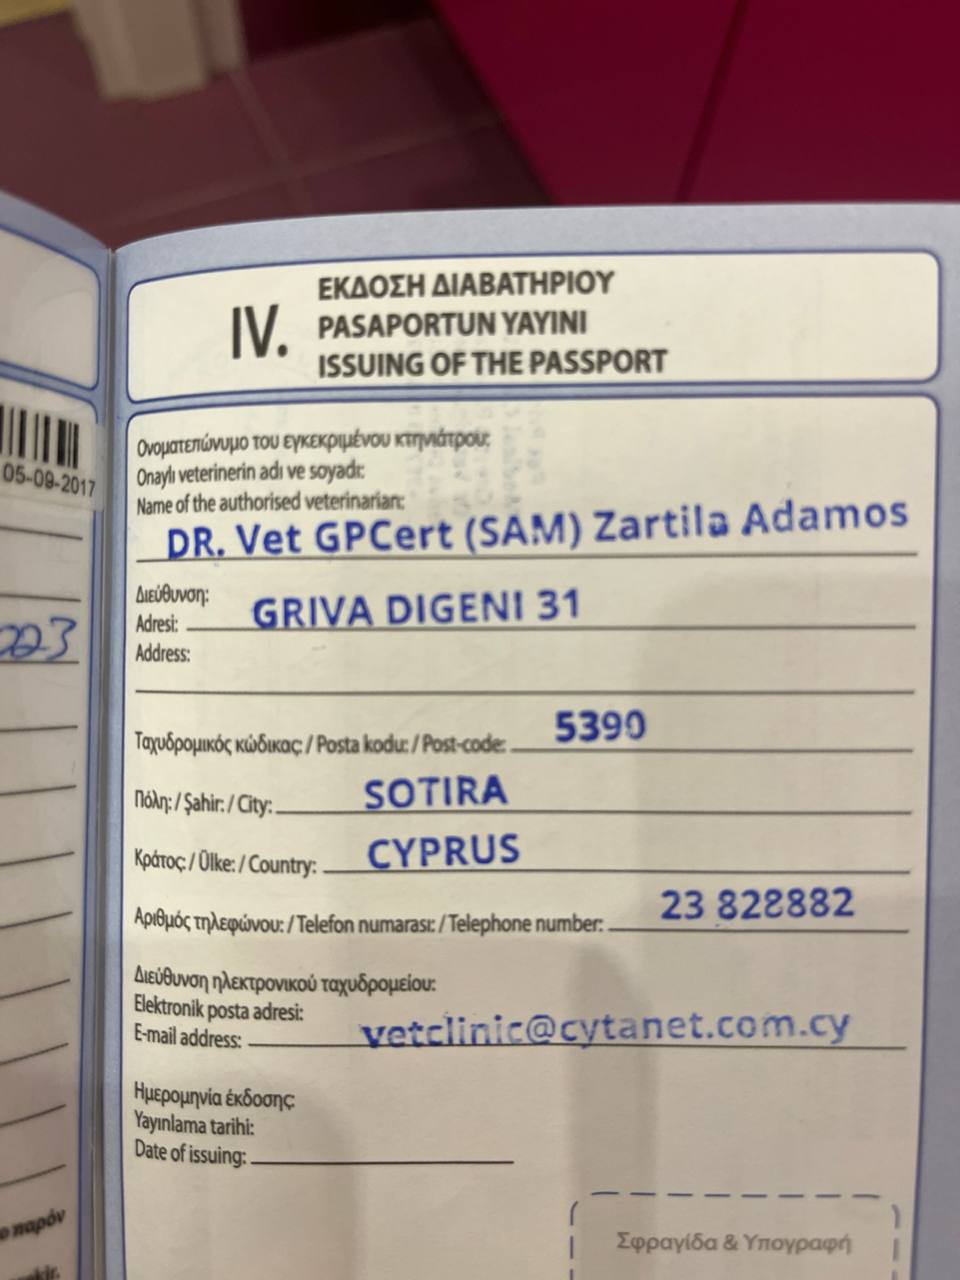 05-09-2017
223
ο παρόν
IV.
ΕΚΔΟΣΗ ΔΙΑΒΑΤΗΡΙΟΥ
PASAPORTUN YAYINI
ISSUING OF THE PASSPORT
Ονοματεπώνυμο του εγκεκριμένου κτηνιάτρου:
Onaylı veterinerin adı ve soyadı:
Name of the authorised veterinarian:
DR. Vet GPCert (SAM) Zartila Adamos
Διεύθυνση:
Adresi: GRIVA DIGENI 31
Address:
Ταχυδρομικός κώδικας: / Posta kodu: / Post-code: 5390
Πόλη: / Şahir: / City: SOTIRA
Κράτος: / Ülke: / Country: CYPRUS
Αριθμός τηλεφώνου: / Telefon numarası: / Telephone number: 23 828882
Διεύθυνση ηλεκτρονικού ταχυδρομείου:
Elektronik posta adresi:
E-mail address: vetclinic@cytanet.com.cy
Ημερομηνία έκδοσης:
Yayınlama tarihi:
Date of issuing:
Σφραγίδα & Υπογραφή